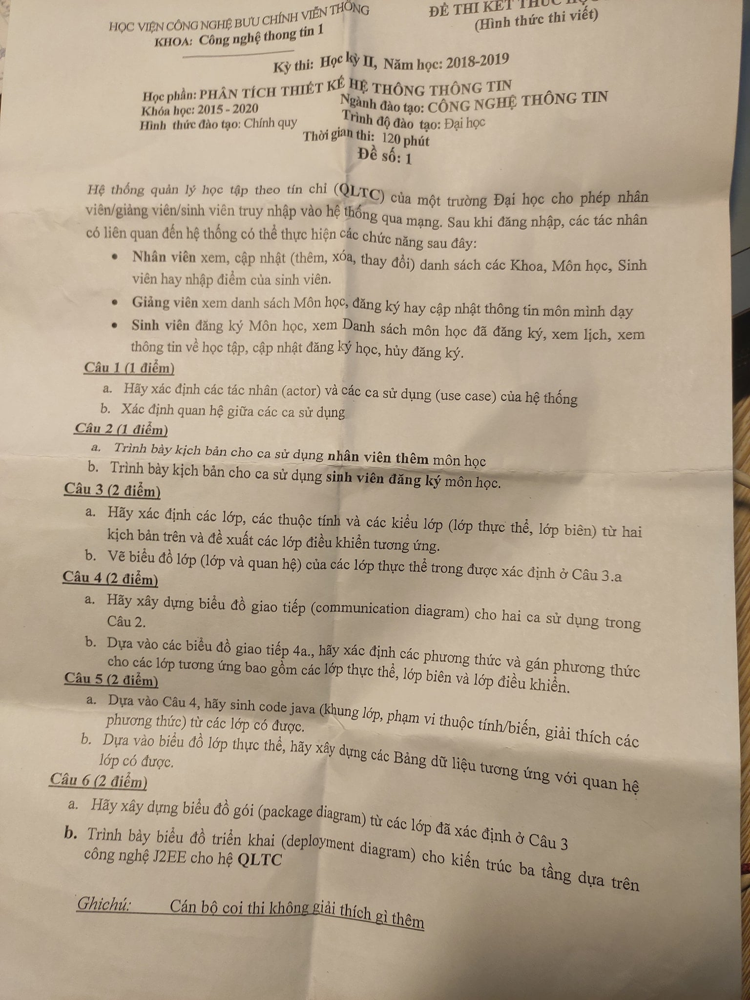 HỌC VIỆN CÔNG NGHỆ BƯU CHÍNH VIỄN THÔNG
KHOA: Công nghệ thong tin 1
ĐỀ THI KẾT THÚC
(Hình thức thi viết)
Kỳ thi: Học kỳ II, Năm học: 2018-2019
Học phần: PHÂN TÍCH THIẾT KẾ HỆ THỐNG THÔNG TIN
Khóa học: 2015 - 2020
Ngành đào tạo: CÔNG NGHỆ THÔNG TIN
Hình thức đào tạo: Chính quy
Trình độ đào tạo: Đại học
Thời gian thi: 120 phút
Đề số: 1
Hệ thống quản lý học tập theo tín chỉ (QLTC) của một trường Đại học cho phép nhân
viên/giảng viên/sinh viên truy nhập vào hệ thống qua mạng. Sau khi đăng nhập, các tác nhân
có liên quan đến hệ thống có thể thực hiện các chức năng sau đây:
• Nhân viên xem, cập nhật (thêm, xóa, thay đổi) danh sách các Khoa, Môn học, Sinh
viên hay nhập điểm của sinh viên.
• Giảng viên xem danh sách Môn học, đăng ký hay cập nhật thông tin môn mình dạy
• Sinh viên đăng ký Môn học, xem Danh sách môn học đã đăng ký, xem lịch, xem
thông tin về học tập, cập nhật đăng ký học, hủy đăng ký.
Câu 1 (1 điểm)
a. Hãy xác định các tác nhân (actor) và các ca sử dụng (use case) của hệ thống
b. Xác định quan hệ giữa các ca sử dụng
Câu 2 (1 điểm)
a. Trình bày kịch bản cho ca sử dụng nhân viên thêm môn học
b. Trình bày kịch bản cho ca sử dụng sinh viên đăng ký môn học.
Câu 3 (2 điểm)
a. Hãy xác định các lớp, các thuộc tính và các kiểu lớp (lớp thực thể, lớp biên) từ hai
kịch bản trên và đề xuất các lớp điều khiển tương ứng.
b. Vẽ biểu đồ lớp (lớp và quan hệ) của các lớp thực thể trong được xác định ở Câu 3.a
Câu 4 (2 điểm)
a. Hãy xây dựng biểu đồ giao tiếp (communication diagram) cho hai ca sử dụng trong
Câu 2.
b. Dựa vào các biểu đồ giao tiếp 4a., hãy xác định các phương thức và gán phương thức
cho các lớp tương ứng bao gồm các lớp thực thể, lớp biên và lớp điều khiển.
Câu 5 (2 điểm)
a. Dựa vào Câu 4, hãy sinh code java (khung lớp, phạm vi thuộc tính/biến, giải thích các
phương thức) từ các lớp có được.
b. Dựa vào biểu đồ lớp thực thể, hãy xây dựng các Bảng dữ liệu tương ứng với quan hệ
lớp có được.
Câu 6 (2 điểm)
a. Hãy xây dựng biểu đồ gói (package diagram) từ các lớp đã xác định ở Câu 3
b. Trình bày biểu đồ triển khai (deployment diagram) cho kiến trúc ba tầng dựa trên
công nghệ J2EE cho hệ QLTC
Ghichú: Cán bộ coi thi không giải thích gì thêm